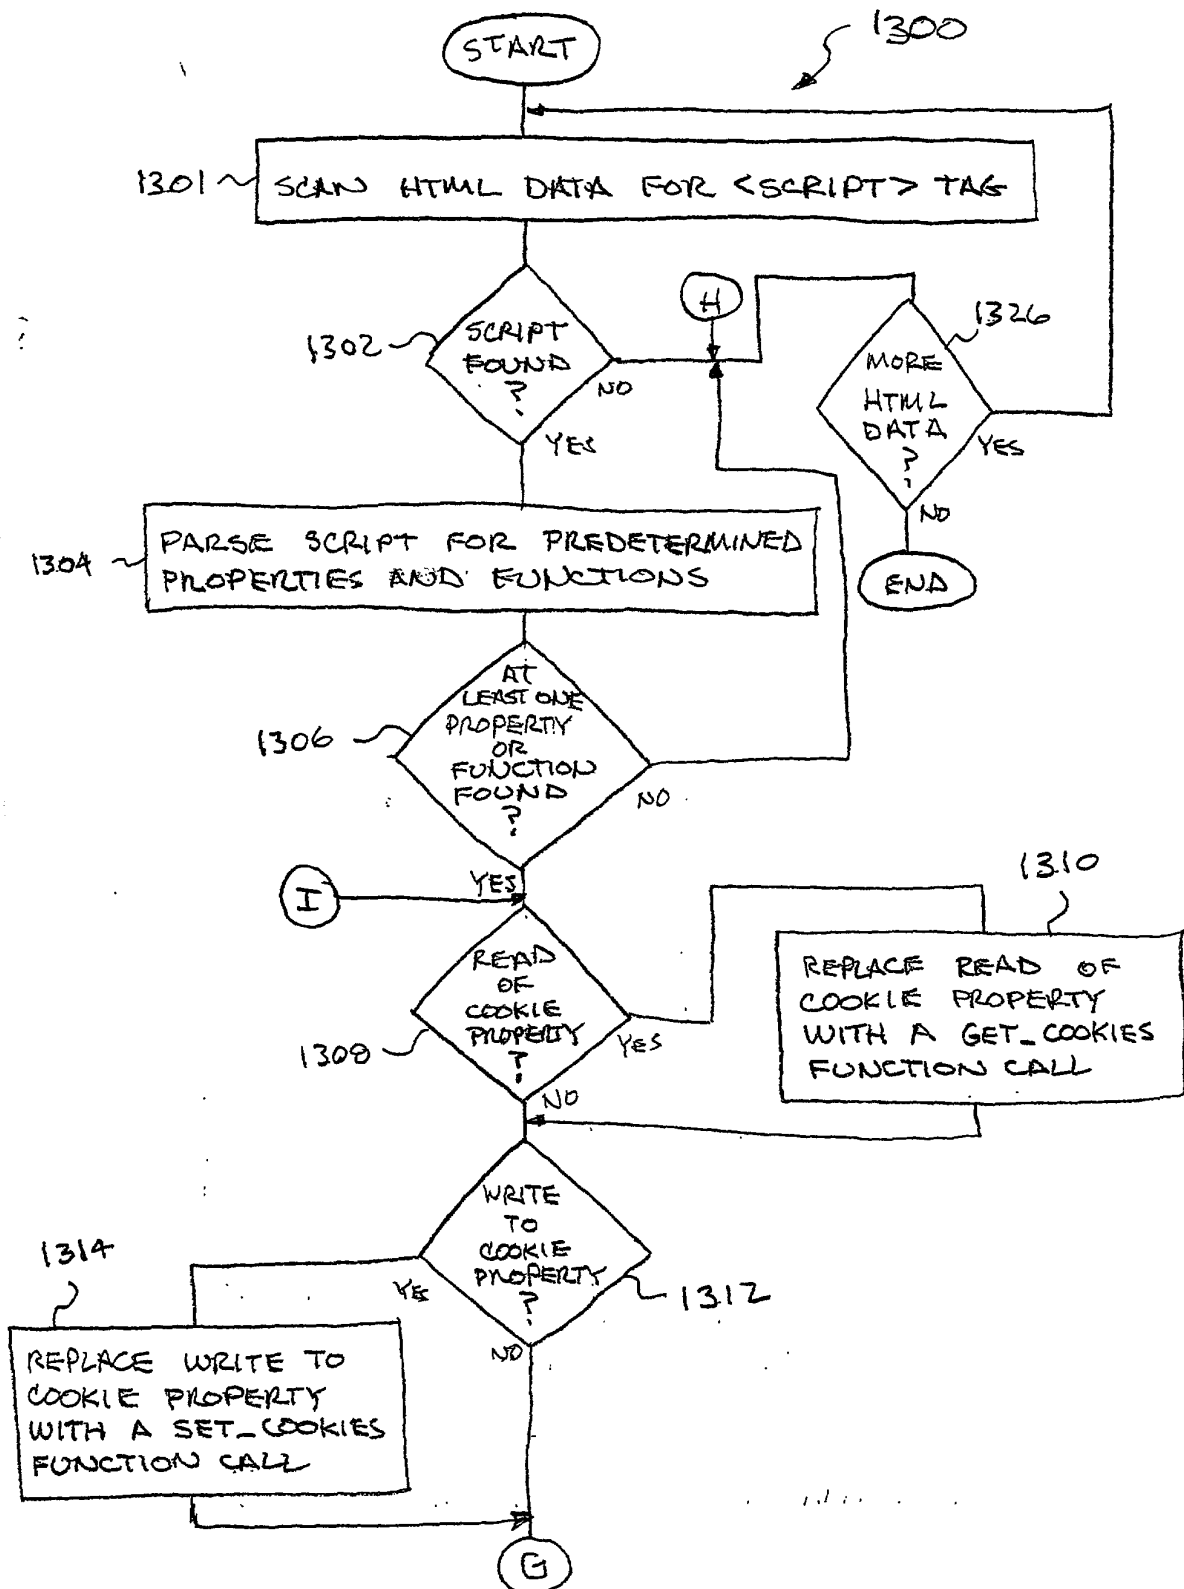 START
1300
1301
SCAN HTML DATA FOR <SCRIPT> TAG
1302
SCRIPT
FOUND
?
NO
YES
H
1326
MORE
HTML
DATA
?
YES
NO
END
1304
PARSE SCRIPT FOR PREDETERMINED
PROPERTIES AND FUNCTIONS
1306
AT
LEAST ONE
PROPERTY
OR
FUNCTION
FOUND
?
NO
YES
I
1308
READ
OF
COOKIE
PROPERTY
?
YES
NO
1310
REPLACE READ OF
COOKIE PROPERTY
WITH A GET_COOKIES
FUNCTION CALL
WRITE
TO
COOKIE
PROPERTY
?
1312
YES
NO
1314
REPLACE WRITE TO
COOKIE PROPERTY
WITH A SET_COOKIES
FUNCTION CALL
G